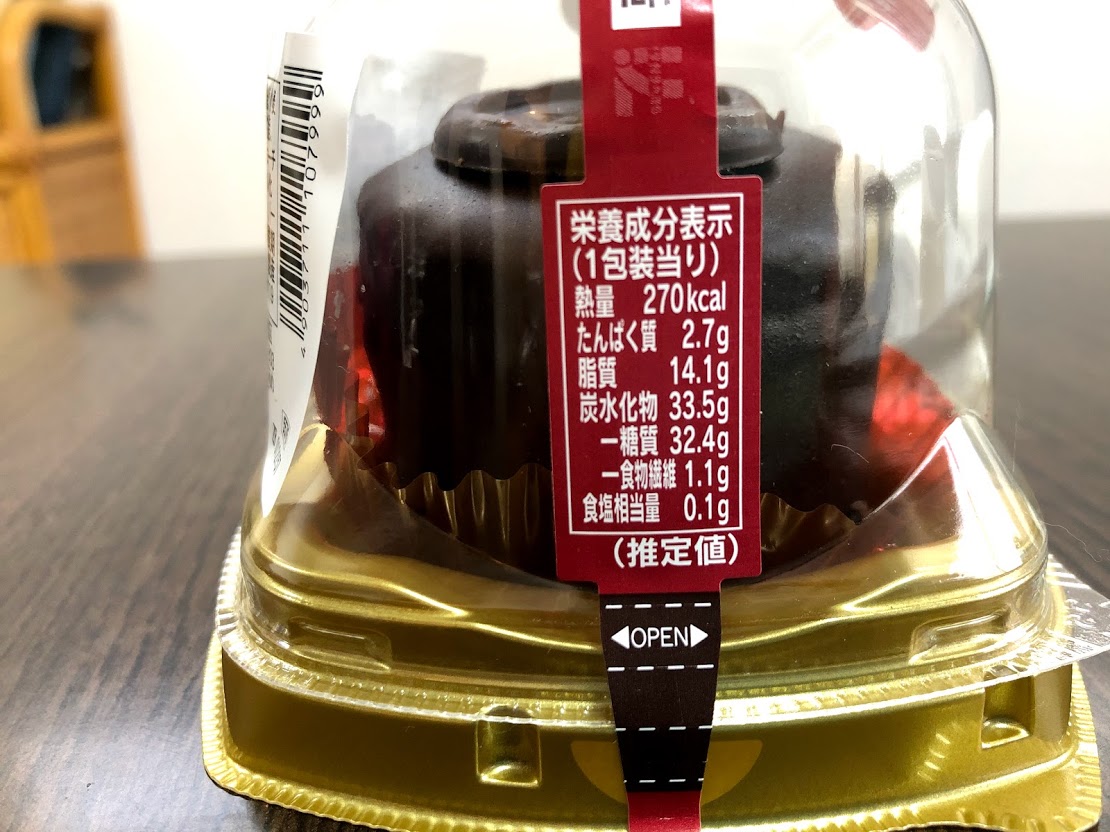 栄養成分表示
(1包装当り)
熱量 270kcal
たんぱく質 2.7g
脂質 14.1g
炭水化物 33.5g
ー糖質 32.4g
ー食物繊維 1.1g
食塩相当量 0.1g
(推定値)
◀OPEN▶